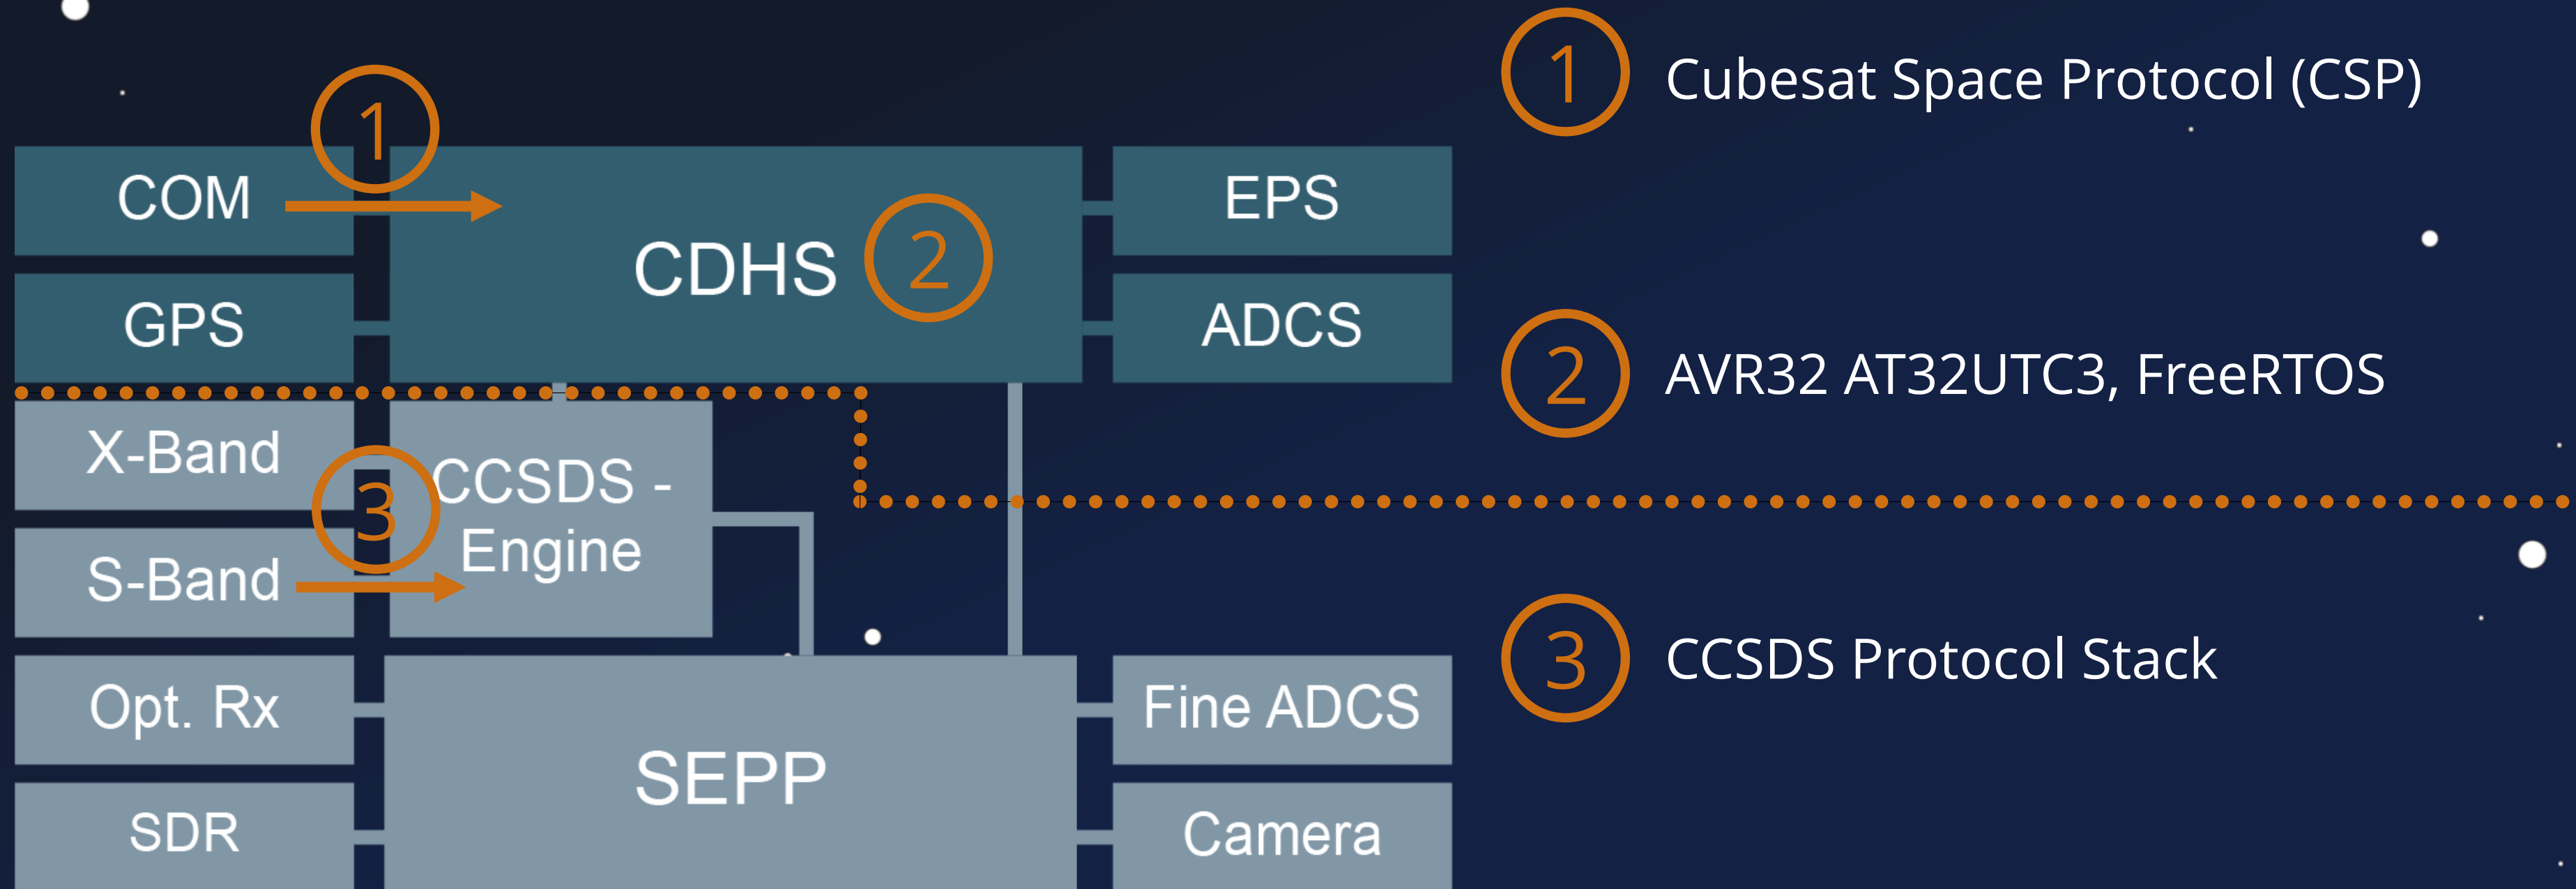 1
Cubesat Space Protocol (CSP)
1
COM
EPS
CDHS
2
GPS
ADCS
2
AVR32 AT32UTC3, FreeRTOS
X-Band
3
CCSDS -
Engine
S-Band
3
CCSDS Protocol Stack
Opt. Rx
Fine ADCS
SEPP
SDR
Camera